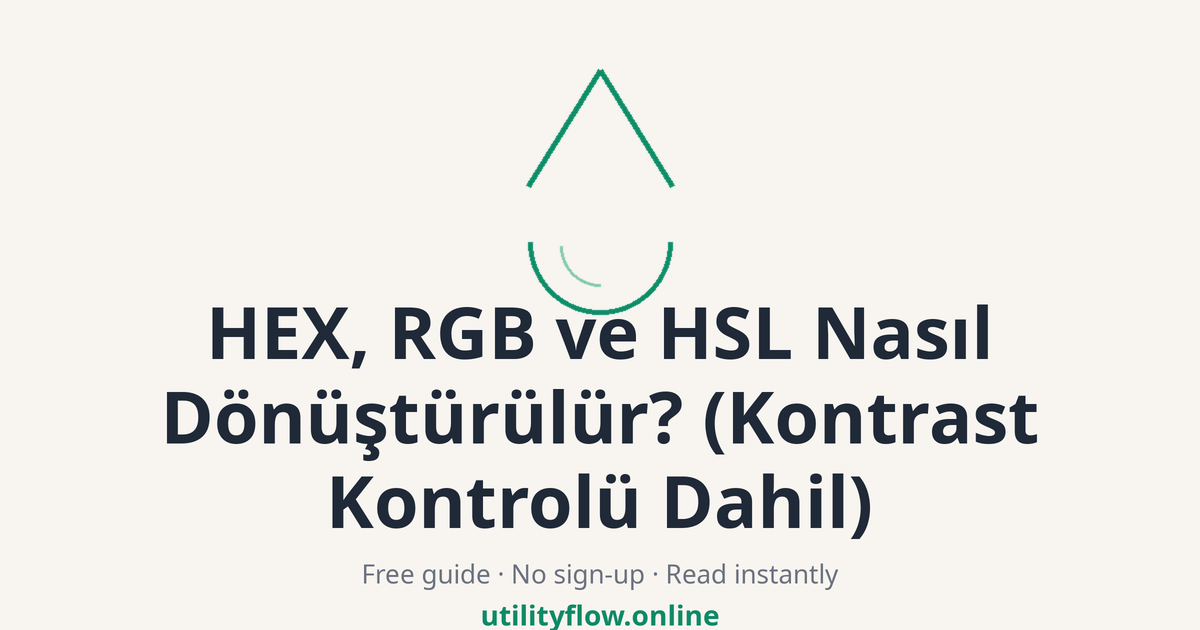 HEX, RGB ve HSL Nasıl
Dönüştürülür? (Kontrast
Kontrolü Dahil)
Free guide · No sign-up · Read instantly
utilityflow.online